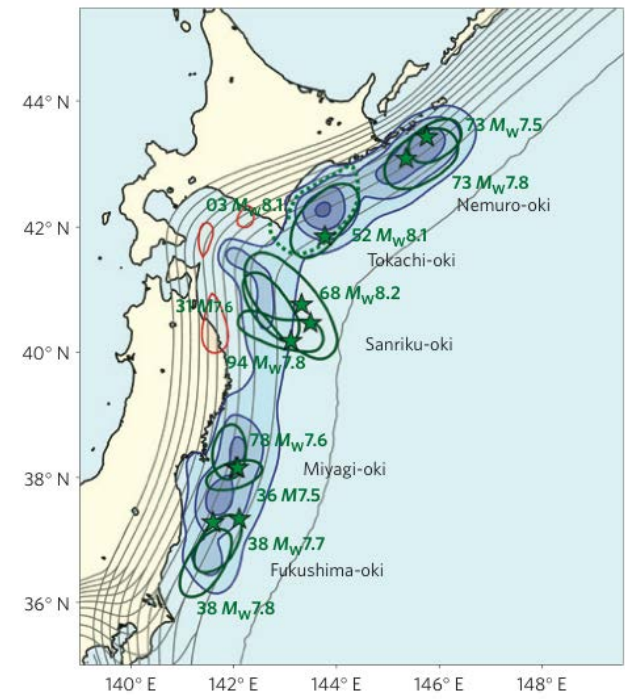 44° N
42° N
40° N
38° N
36° N
140° E
142° E
144° E
146° E
148° E
73 MW7.5
73 MW7.8
Nemuro-oki
03 MW8.1
52 MW8.1
Tokachi-oki
68 MW8.2
31 M7.6
Sanriku-oki
94 MW7.8
78 MW7.6
Miyagi-oki
36 M7.5
38 MW7.7
Fukushima-oki
38 MW7.8